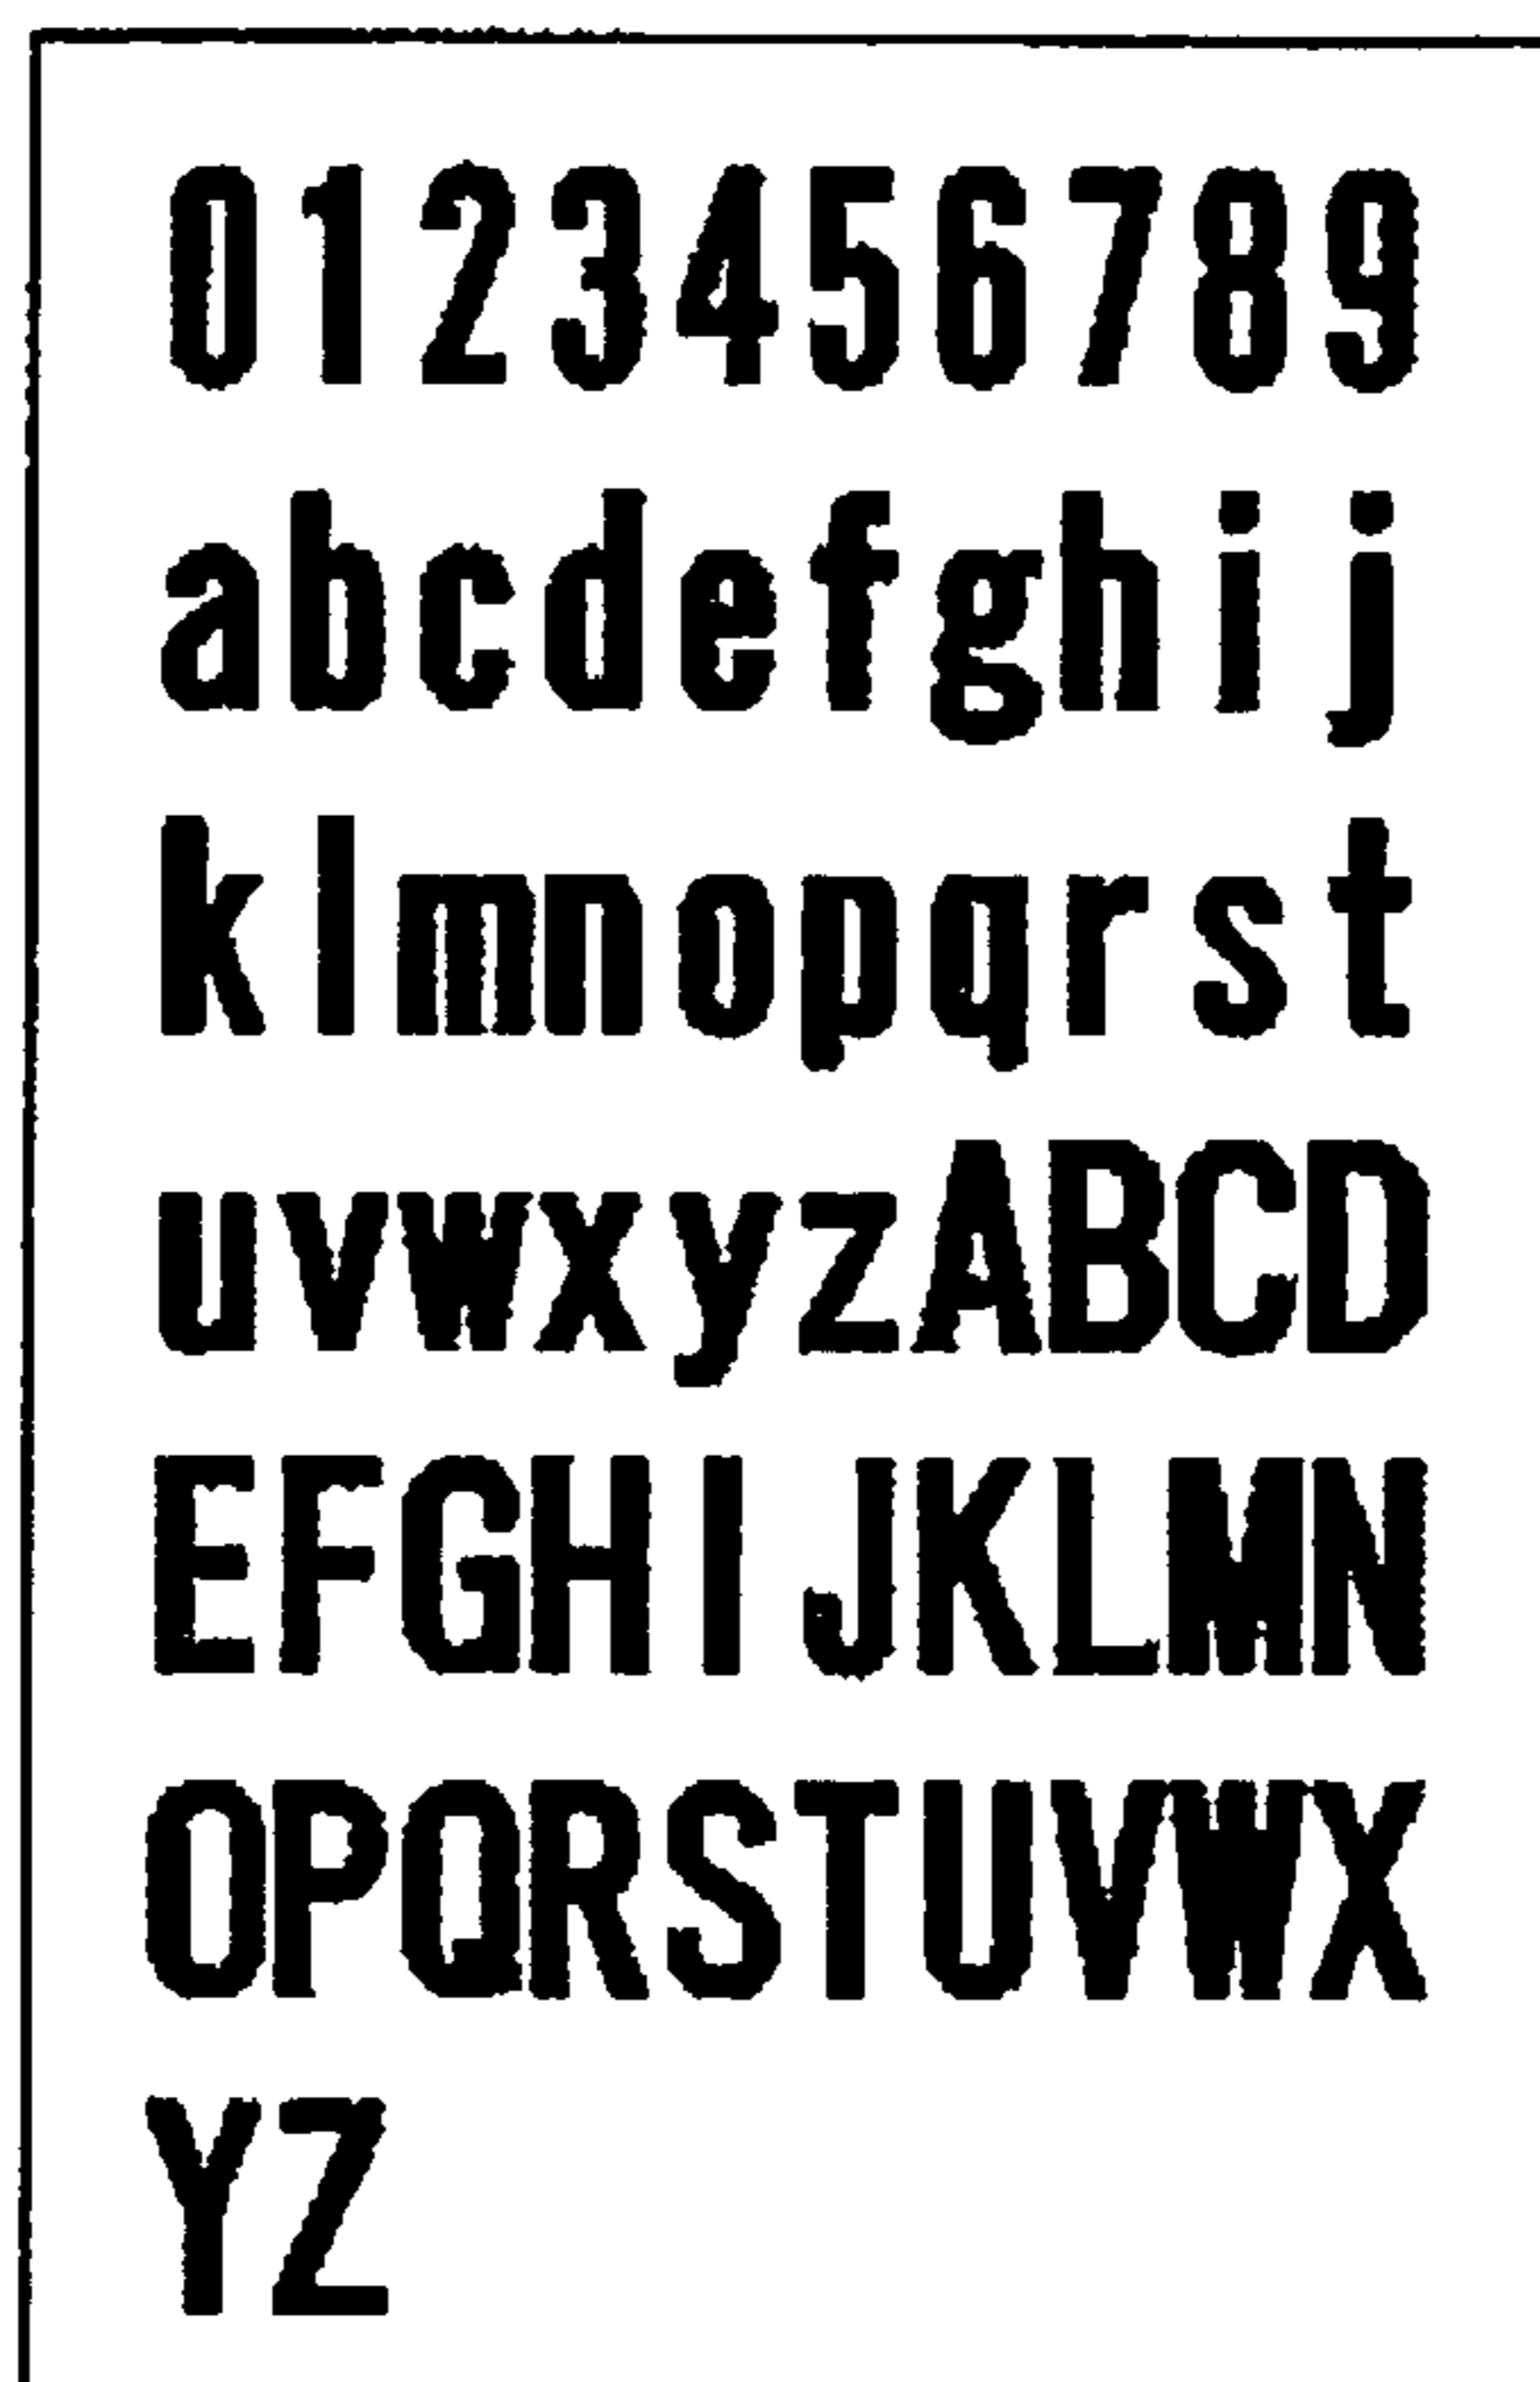 0123456789
abcdefghij
klmnopqrst
uvwxyzABCD
EFGHIJKLMN
OPQRSTUVWX
YZ